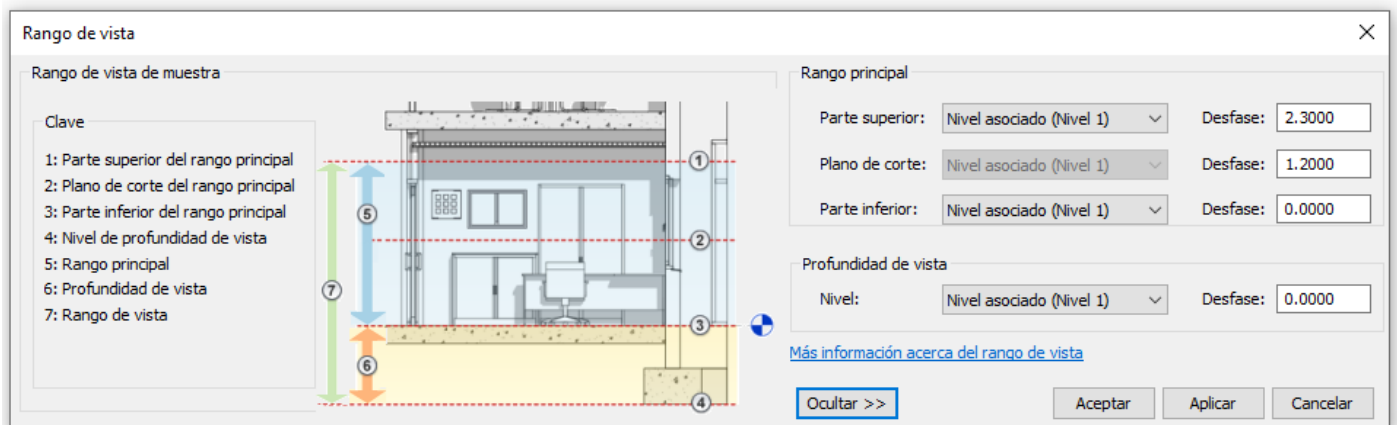 Rango de vista
Rango de vista de muestra
Clave
1: Parte superior del rango principal
2: Plano de corte del rango principal
3: Parte inferior del rango principal
4: Nivel de profundidad de vista
5: Rango principal
6: Profundidad de vista
7: Rango de vista
1
5
2
7
3
6
4
Rango principal
Parte superior: Nivel asociado (Nivel 1) Desfase: 2.3000
Plano de corte: Nivel asociado (Nivel 1) Desfase: 1.2000
Parte inferior: Nivel asociado (Nivel 1) Desfase: 0.0000
Profundidad de vista
Nivel: Nivel asociado (Nivel 1) Desfase: 0.0000
Más información acerca del rango de vista
Ocultar >> Aceptar Aplicar Cancelar